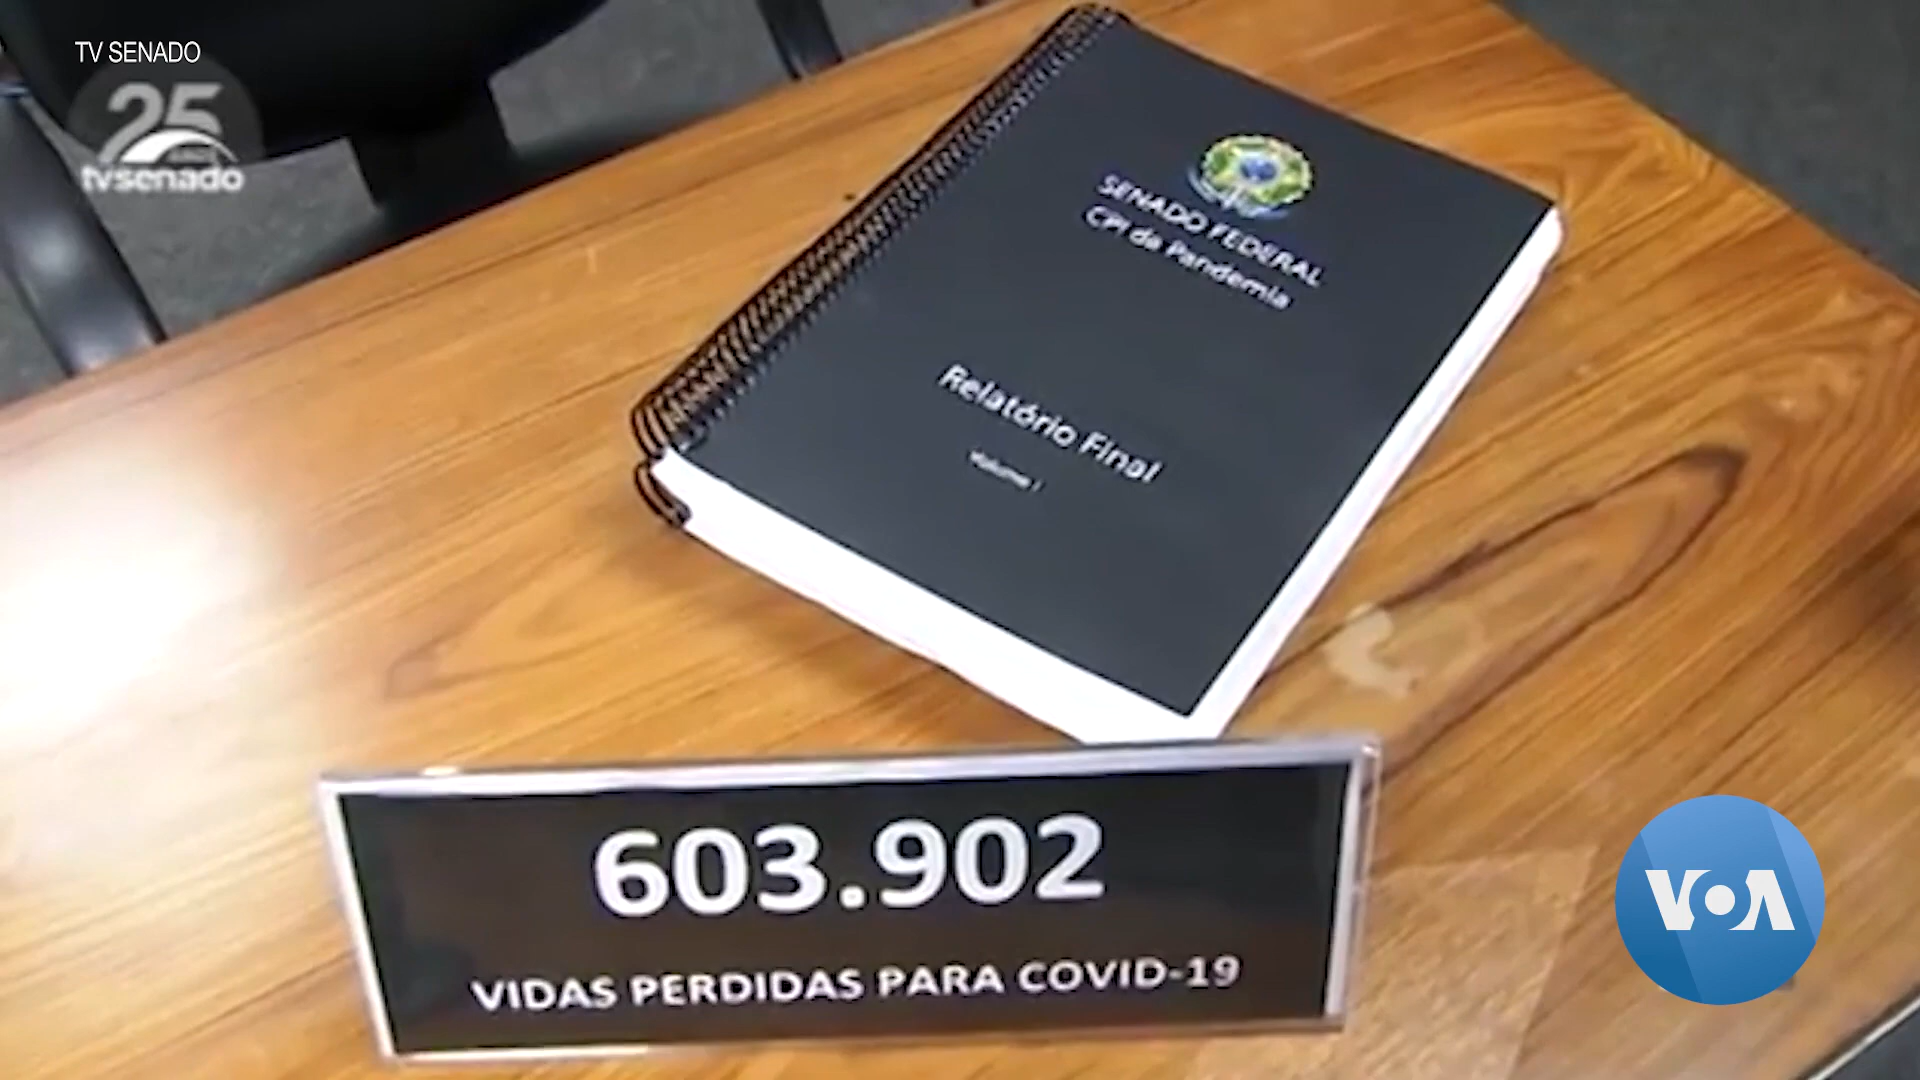 TV SENADO
25
ANOS
tvsenado
SENADO FEDERAL
CPI da Pandemia
Relatório Final
Volume I
603.902
VIDAS PERDIDAS PARA COVID-19
VOA